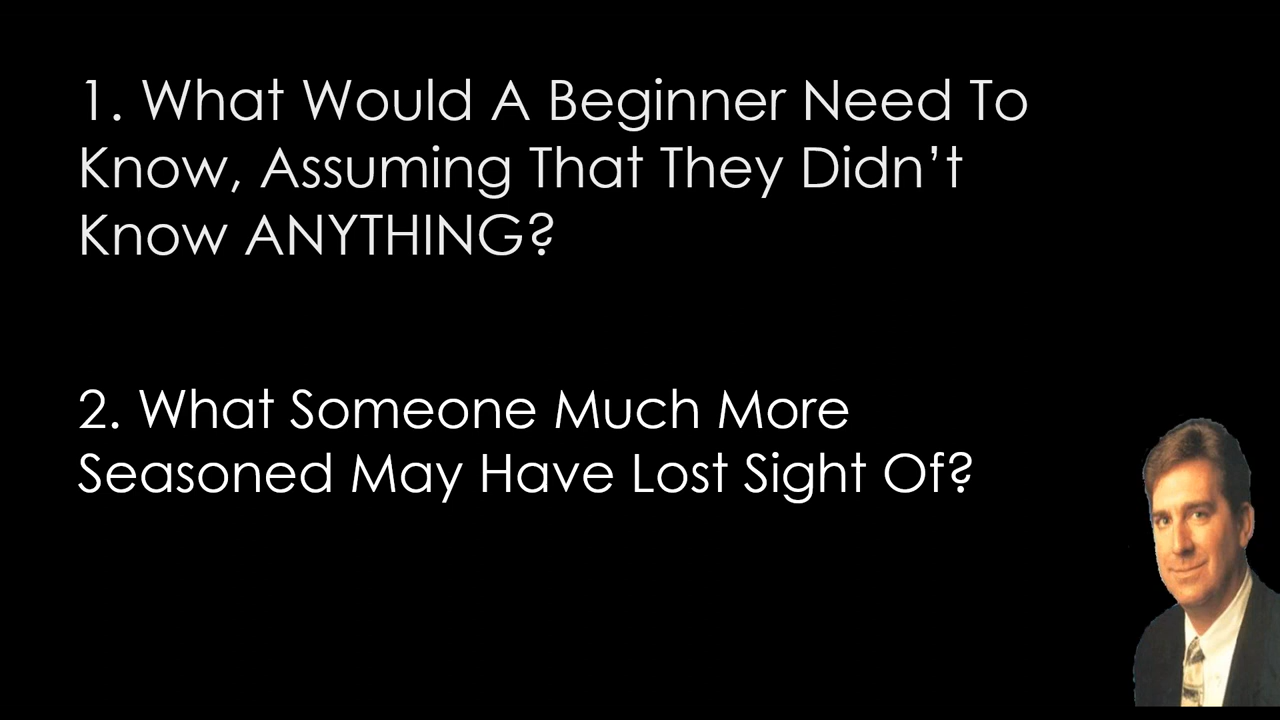 1. What Would A Beginner Need To
Know, Assuming That They Didn’t
Know ANYTHING?
2. What Someone Much More
Seasoned May Have Lost Sight Of?